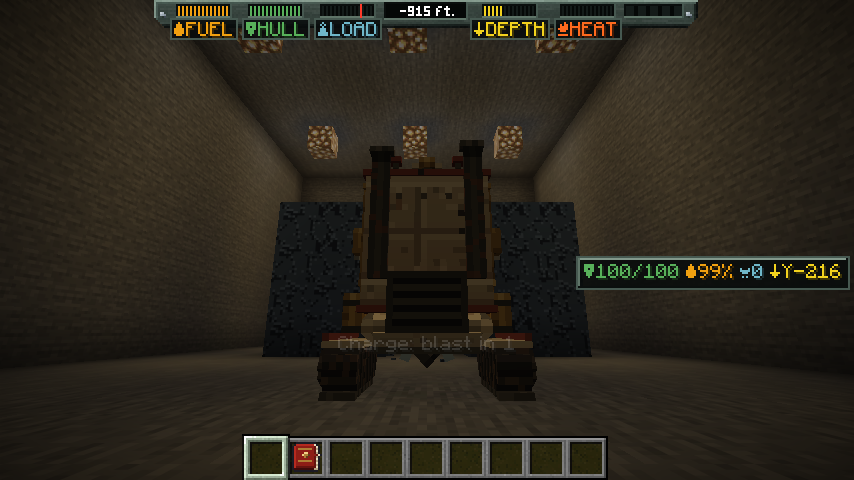 -915 ft.
FUEL HULL LOAD DEPTH HEAT
100/100 99% 0 Y-216
Charge: blast in 1